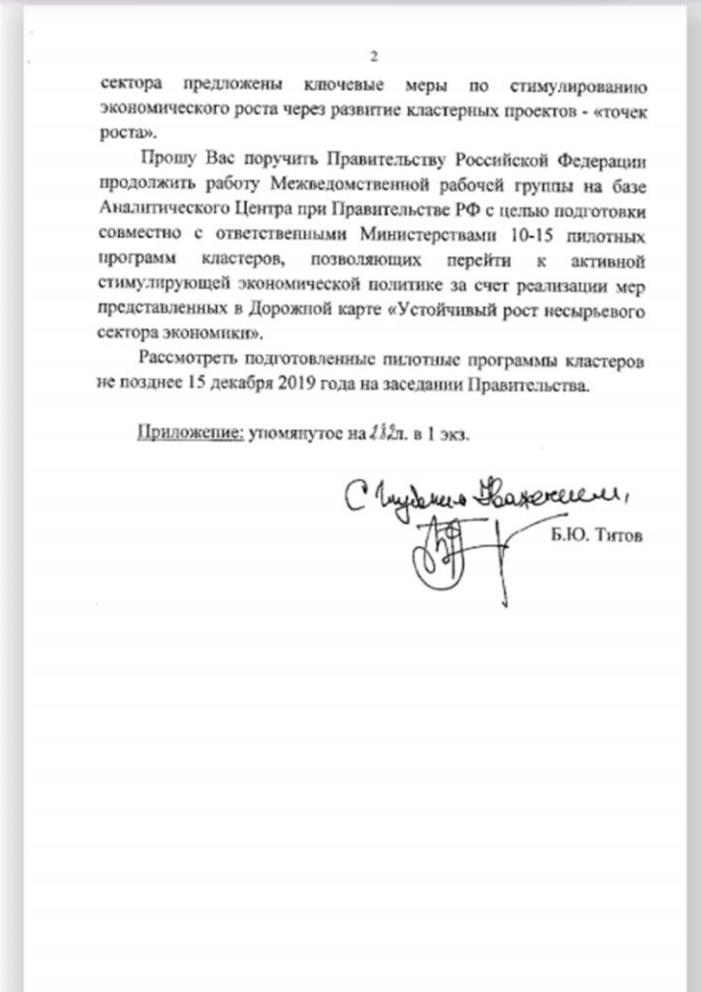 2
сектора предложены ключевые меры по стимулированию
экономического роста через развитие кластерных проектов - «точек
роста».
Прошу Вас поручить Правительству Российской Федерации
продолжить работу Межведомственной рабочей группы на базе
Аналитического Центра при Правительстве РФ с целью подготовки
совместно с ответственными Министерствами 10-15 пилотных
программ кластеров, позволяющих перейти к активной
стимулирующей экономической политике за счет реализации мер
представленных в Дорожной карте «Устойчивый рост несырьевого
сектора экономики».
Рассмотреть подготовленные пилотные программы кластеров
не позднее 15 декабря 2019 года на заседании Правительства.
Приложение: упомянутое на л. в 1 экз.
С глубоким Уважением,
Б.Ю. Титов